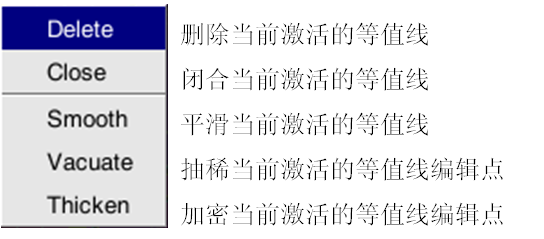 Delete 删除当前激活的等值线
Close 闭合当前激活的等值线
Smooth 平滑当前激活的等值线
Vacuate 抽稀当前激活的等值线编辑点
Thicken 加密当前激活的等值线编辑点